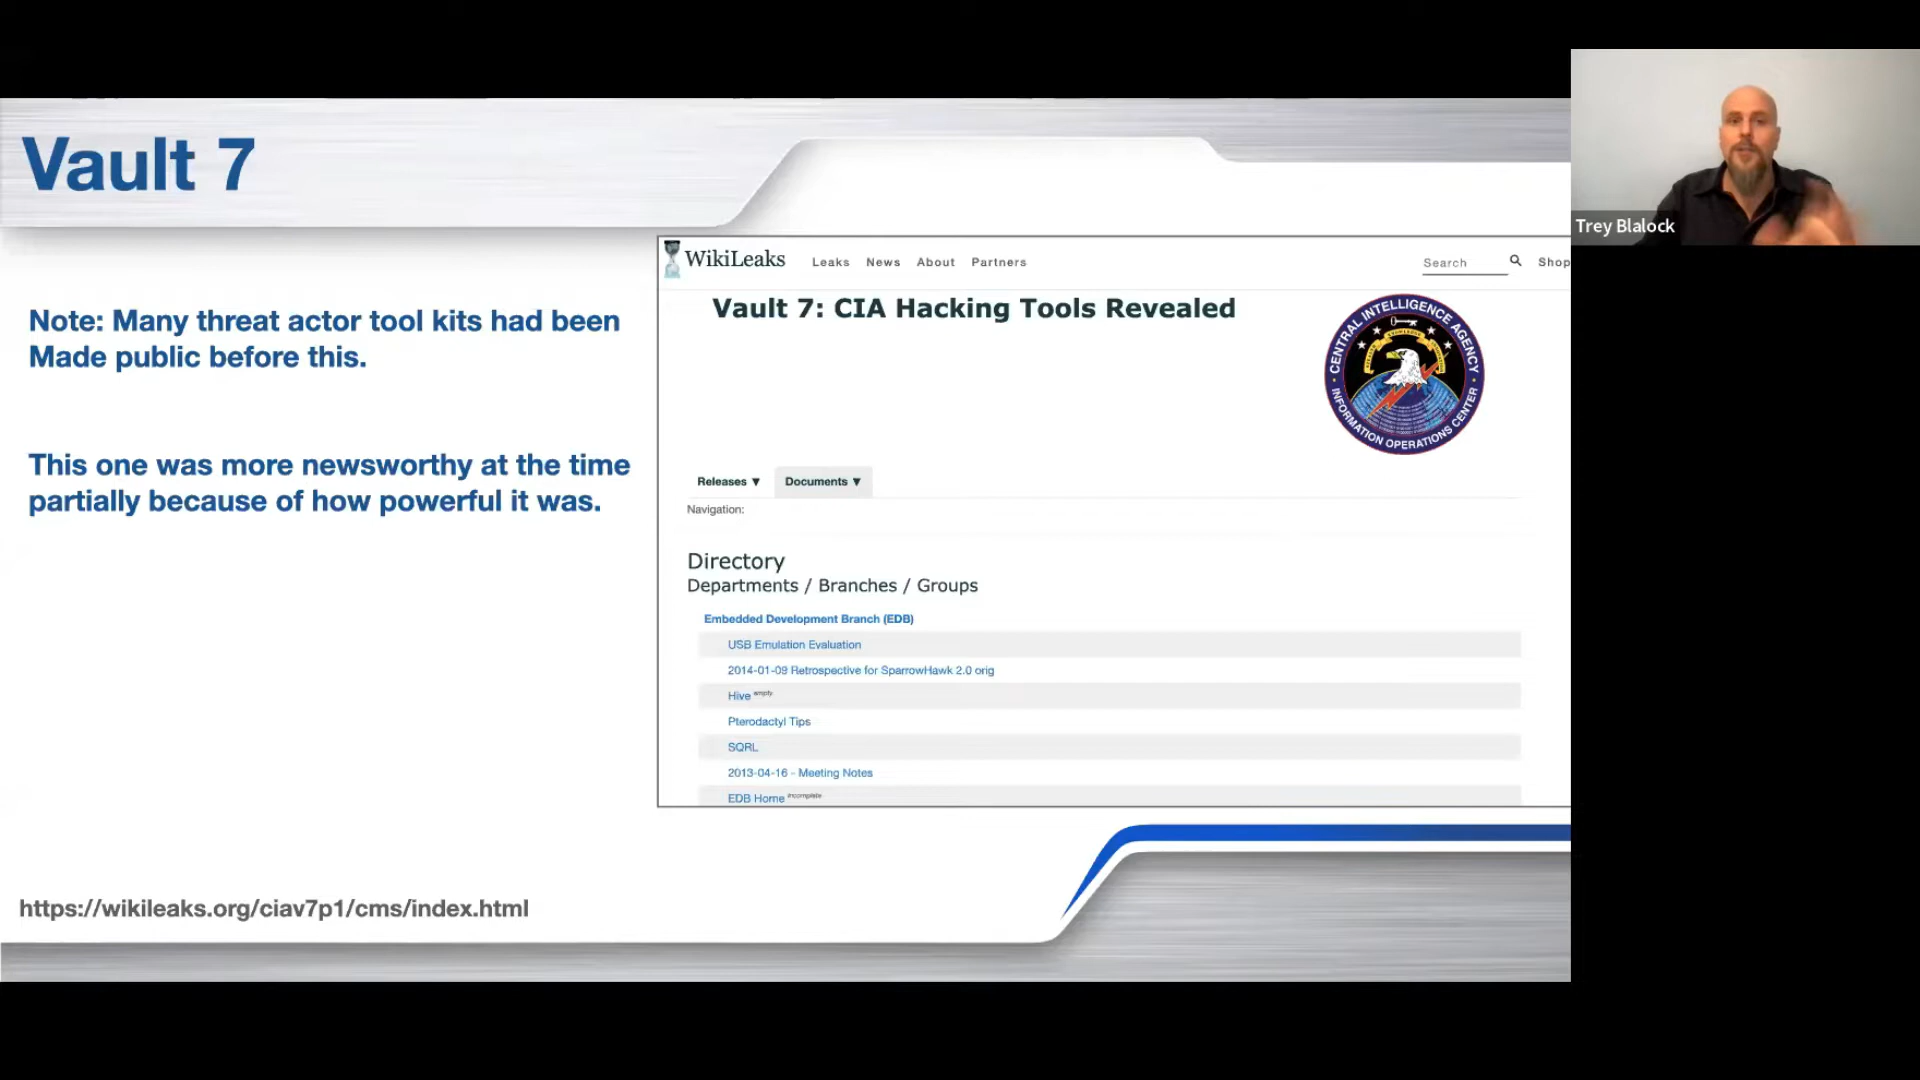 Vault 7
Note: Many threat actor tool kits had been
Made public before this.
This one was more newsworthy at the time
partially because of how powerful it was.
https://wikileaks.org/ciav7p1/cms/index.html
WikiLeaks
Leaks News About Partners
Search
Shop
Vault 7: CIA Hacking Tools Revealed
CENTRAL INTELLIGENCE AGENCY
INFORMATION OPERATIONS CENTER
Releases ▼ Documents ▼
Navigation:
Directory
Departments / Branches / Groups
Embedded Development Branch (EDB)
USB Emulation Evaluation
2014-01-09 Retrospective for SparrowHawk 2.0 orig
Hive empty
Pterodactyl Tips
SQRL
2013-04-16 - Meeting Notes
EDB Home incomplete
Trey Blalock